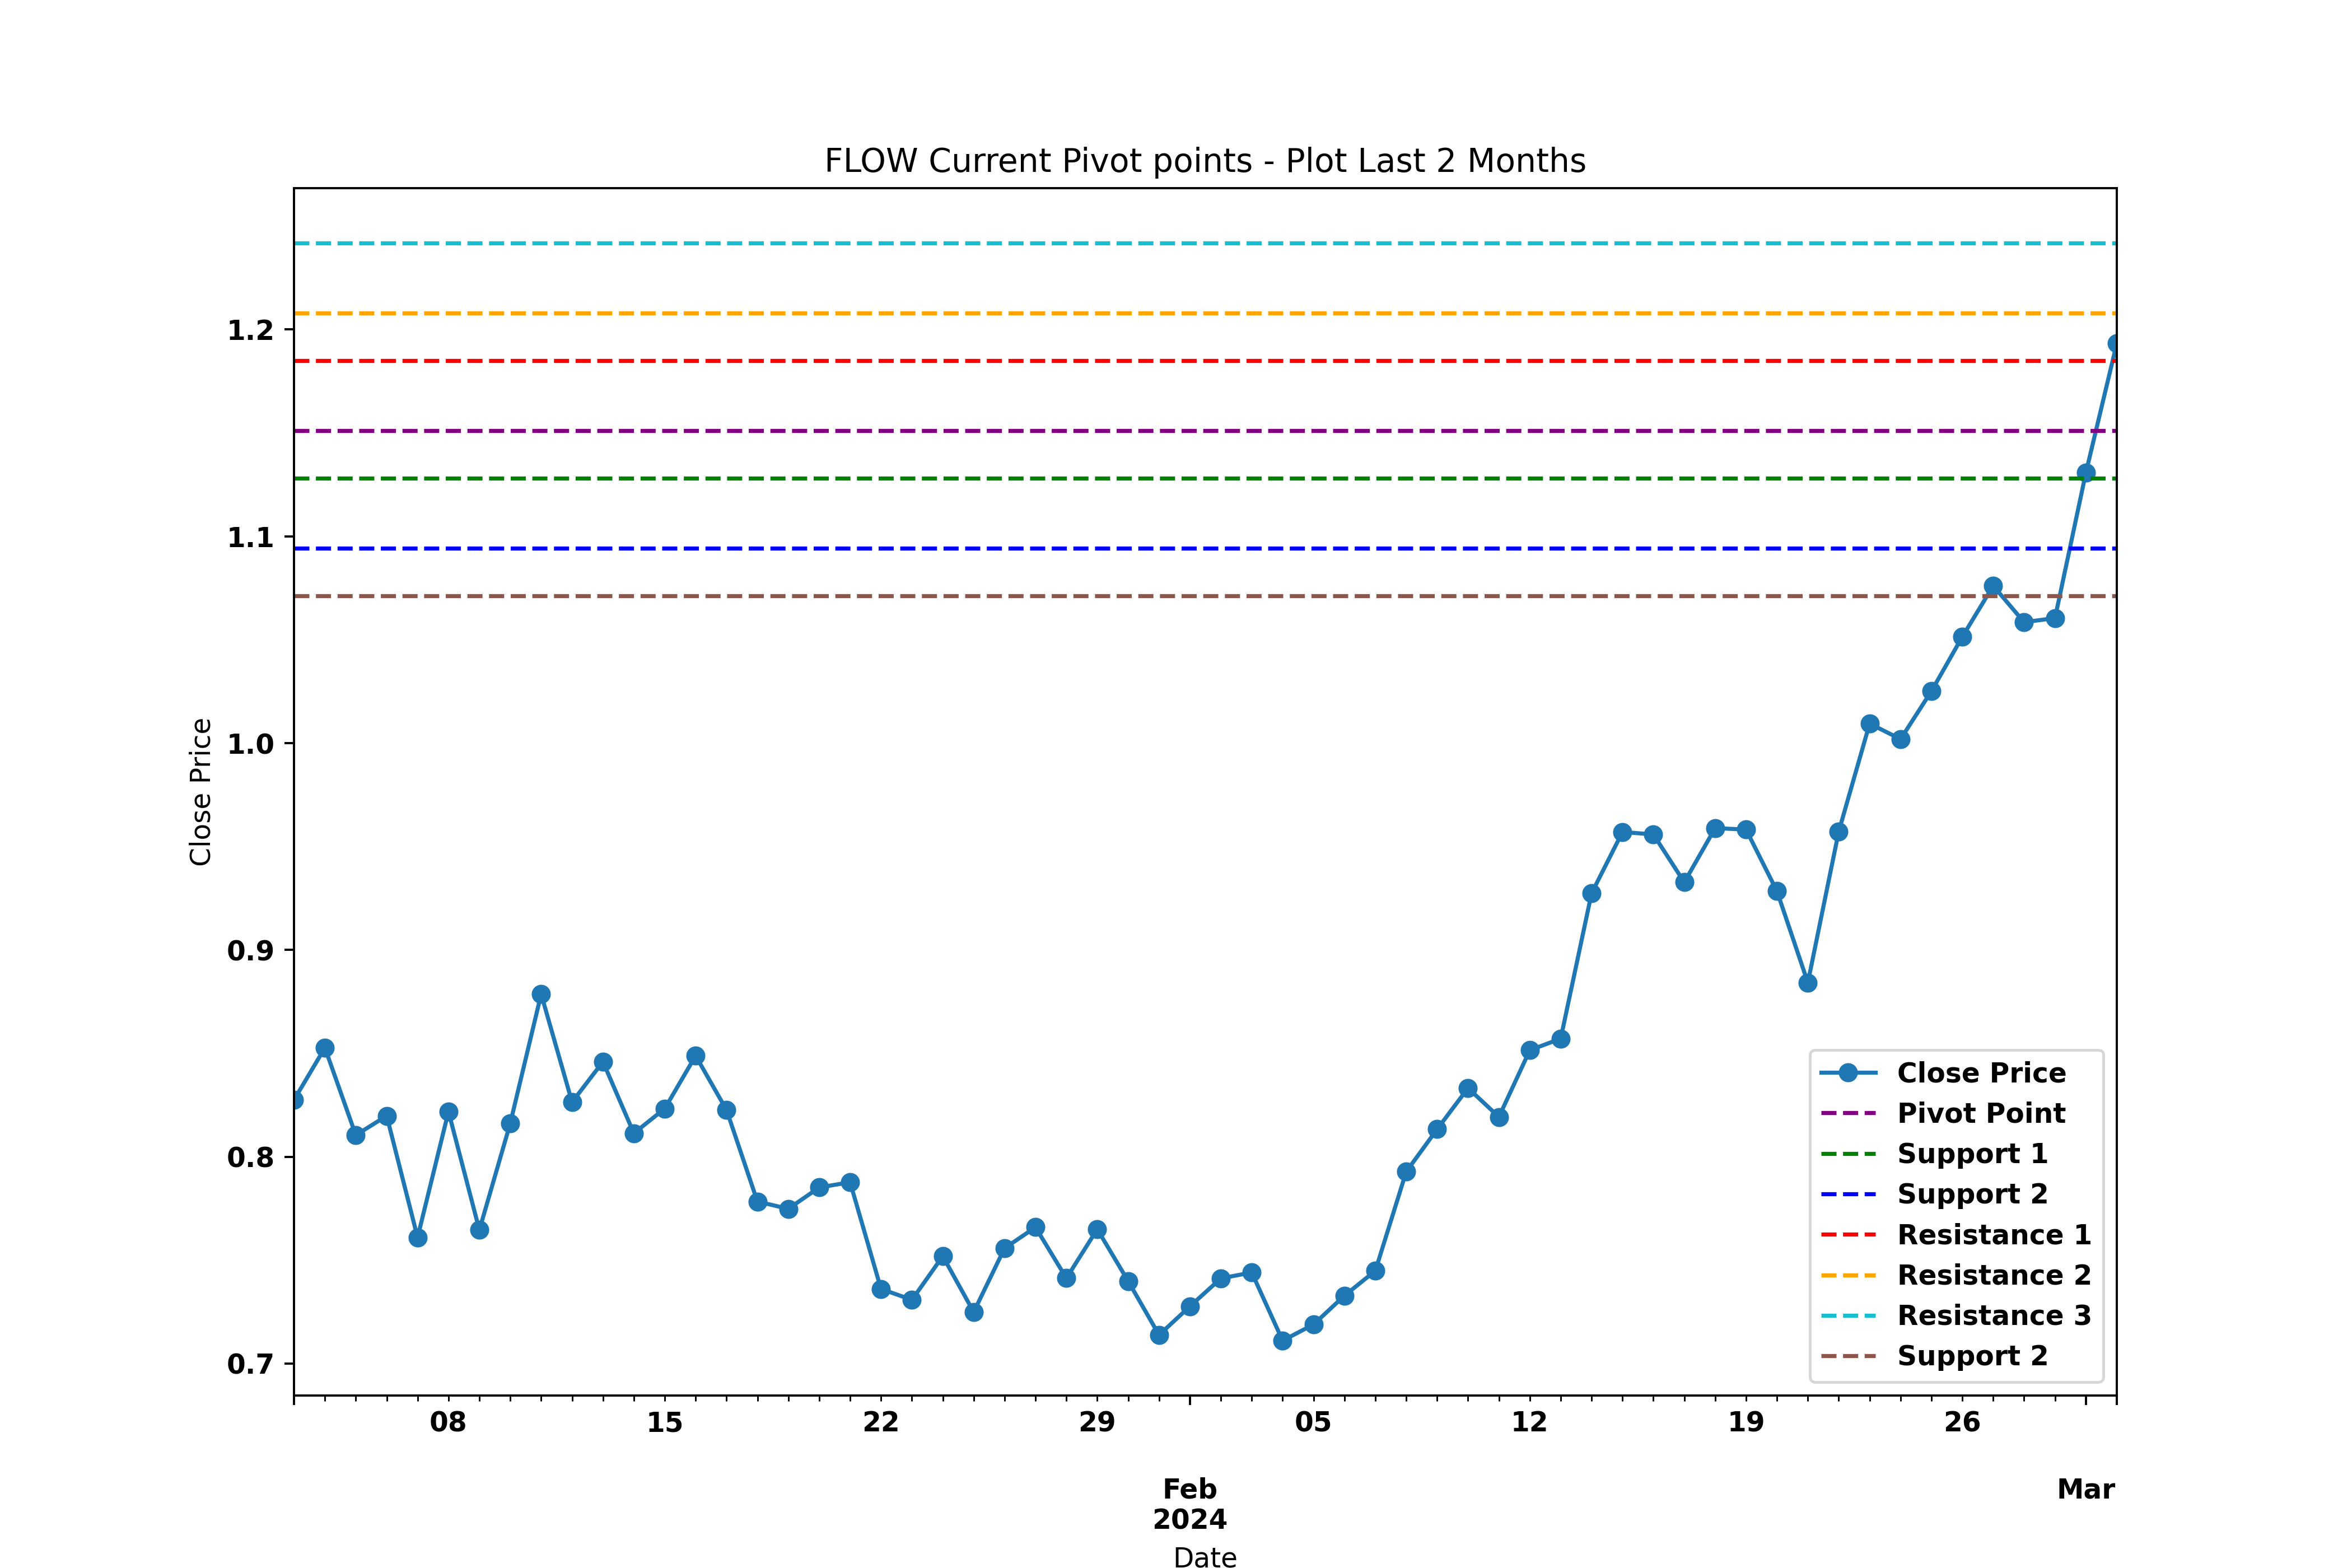 FLOW Current Pivot points - Plot Last 2 Months
Close Price
1.2
1.1
1.0
0.9
0.8
0.7
Close Price
Pivot Point
Support 1
Support 2
Resistance 1
Resistance 2
Resistance 3
Support 2
08 15 22 29 05 12 19 26
Feb Mar
2024
Date